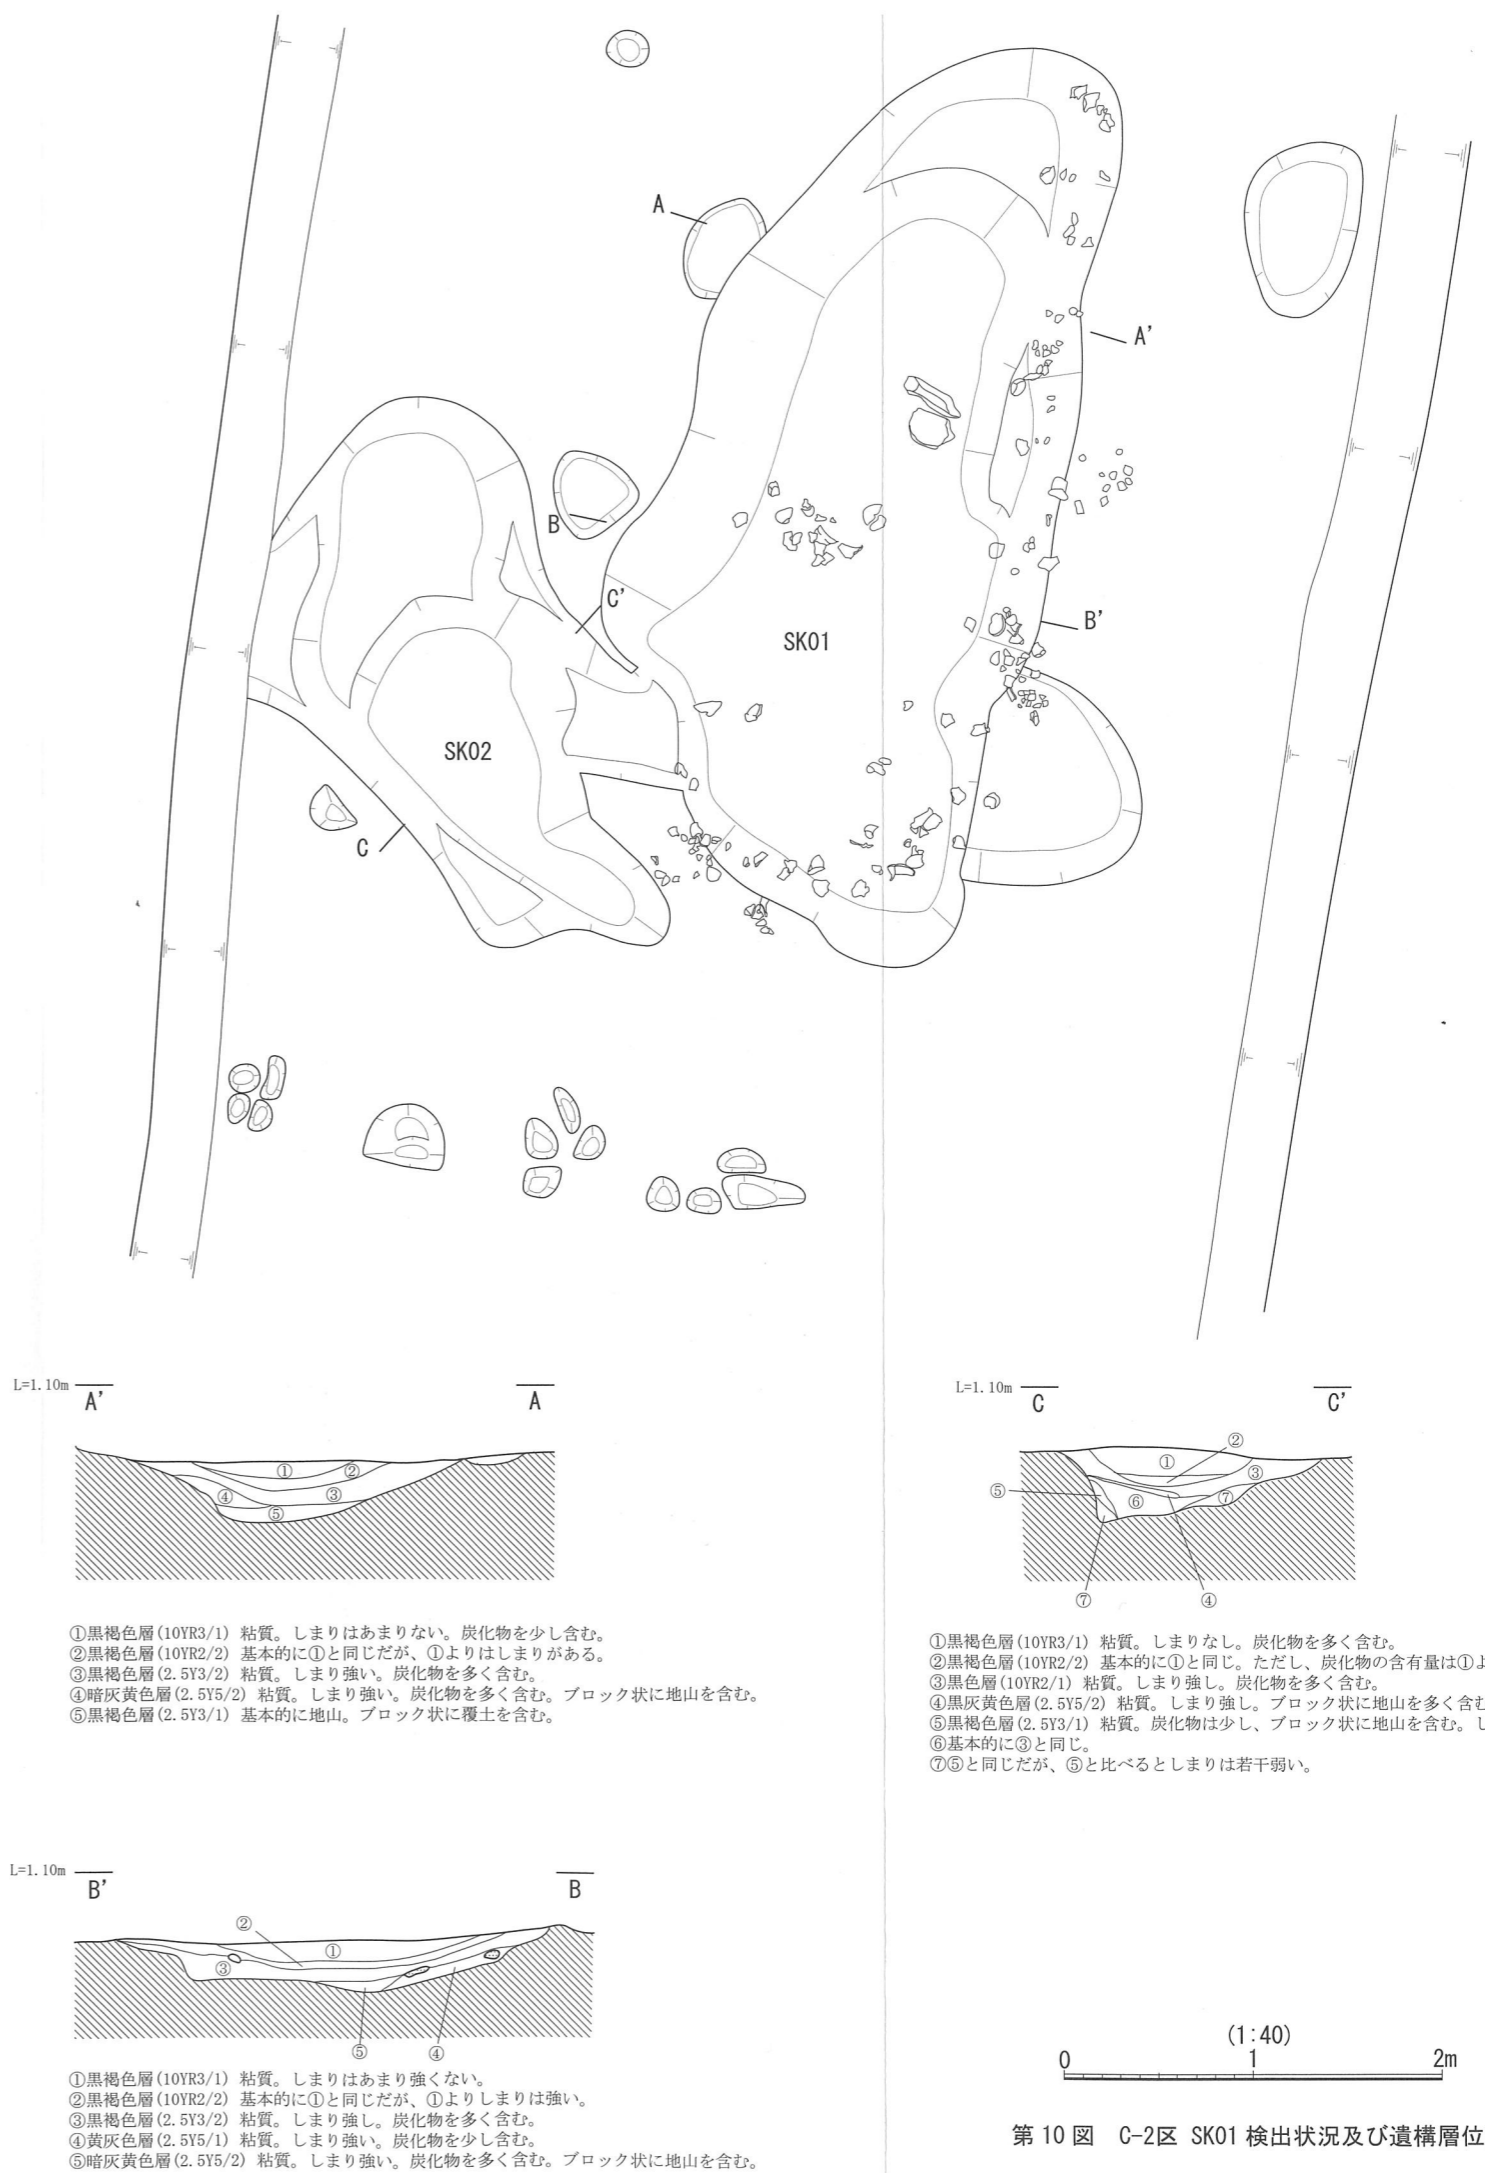 A
A'
B
C'
SK01
B'
SK02
C
L=1.10m
A'
A
①
②
③
④
⑤
①黒褐色層(10YR3/1) 粘質。しまりはあまりない。炭化物を少し含む。
②黒褐色層(10YR2/2) 基本的に①と同じだが、①よりはしまりがある。
③黒褐色層(2.5Y3/2) 粘質。しまり強い。炭化物を多く含む。
④暗灰黄色層(2.5Y5/2) 粘質。しまり強い。炭化物を多く含む。ブロック状に地山を含む。
⑤黒褐色層(2.5Y3/1) 基本的に地山。ブロック状に覆土を含む。
L=1.10m
C
C'
②
①
③
⑤
⑥
⑦
⑦
④
①黒褐色層(10YR3/1) 粘質。しまりなし。炭化物を多く含む。
②黒褐色層(10YR2/2) 基本的に①と同じ。ただし、炭化物の含有量は①よ
③黒色層(10YR2/1) 粘質。しまり強し。炭化物を多く含む。
④黒灰黄色層(2.5Y5/2) 粘質。しまり強し。ブロック状に地山を多く含む
⑤黒褐色層(2.5Y3/1) 粘質。炭化物は少し、ブロック状に地山を含む。し
⑥基本的に③と同じ。
⑦⑤と同じだが、⑤と比べるとしまりは若干弱い。
L=1.10m
B'
B
②
①
③
⑤
④
①黒褐色層(10YR3/1) 粘質。しまりはあまり強くない。
②黒褐色層(10YR2/2) 基本的に①と同じだが、①よりしまりは強い。
③黒褐色層(2.5Y3/2) 粘質。しまり強し。炭化物を多く含む。
④黄灰色層(2.5Y5/1) 粘質。しまり強い。炭化物を少し含む。
⑤暗灰黄色層(2.5Y5/2) 粘質。しまり強い。炭化物を多く含む。ブロック状に地山を含む。
(1:40)
0 1 2m
第10図 C-2区 SK01検出状況及び遺構層位